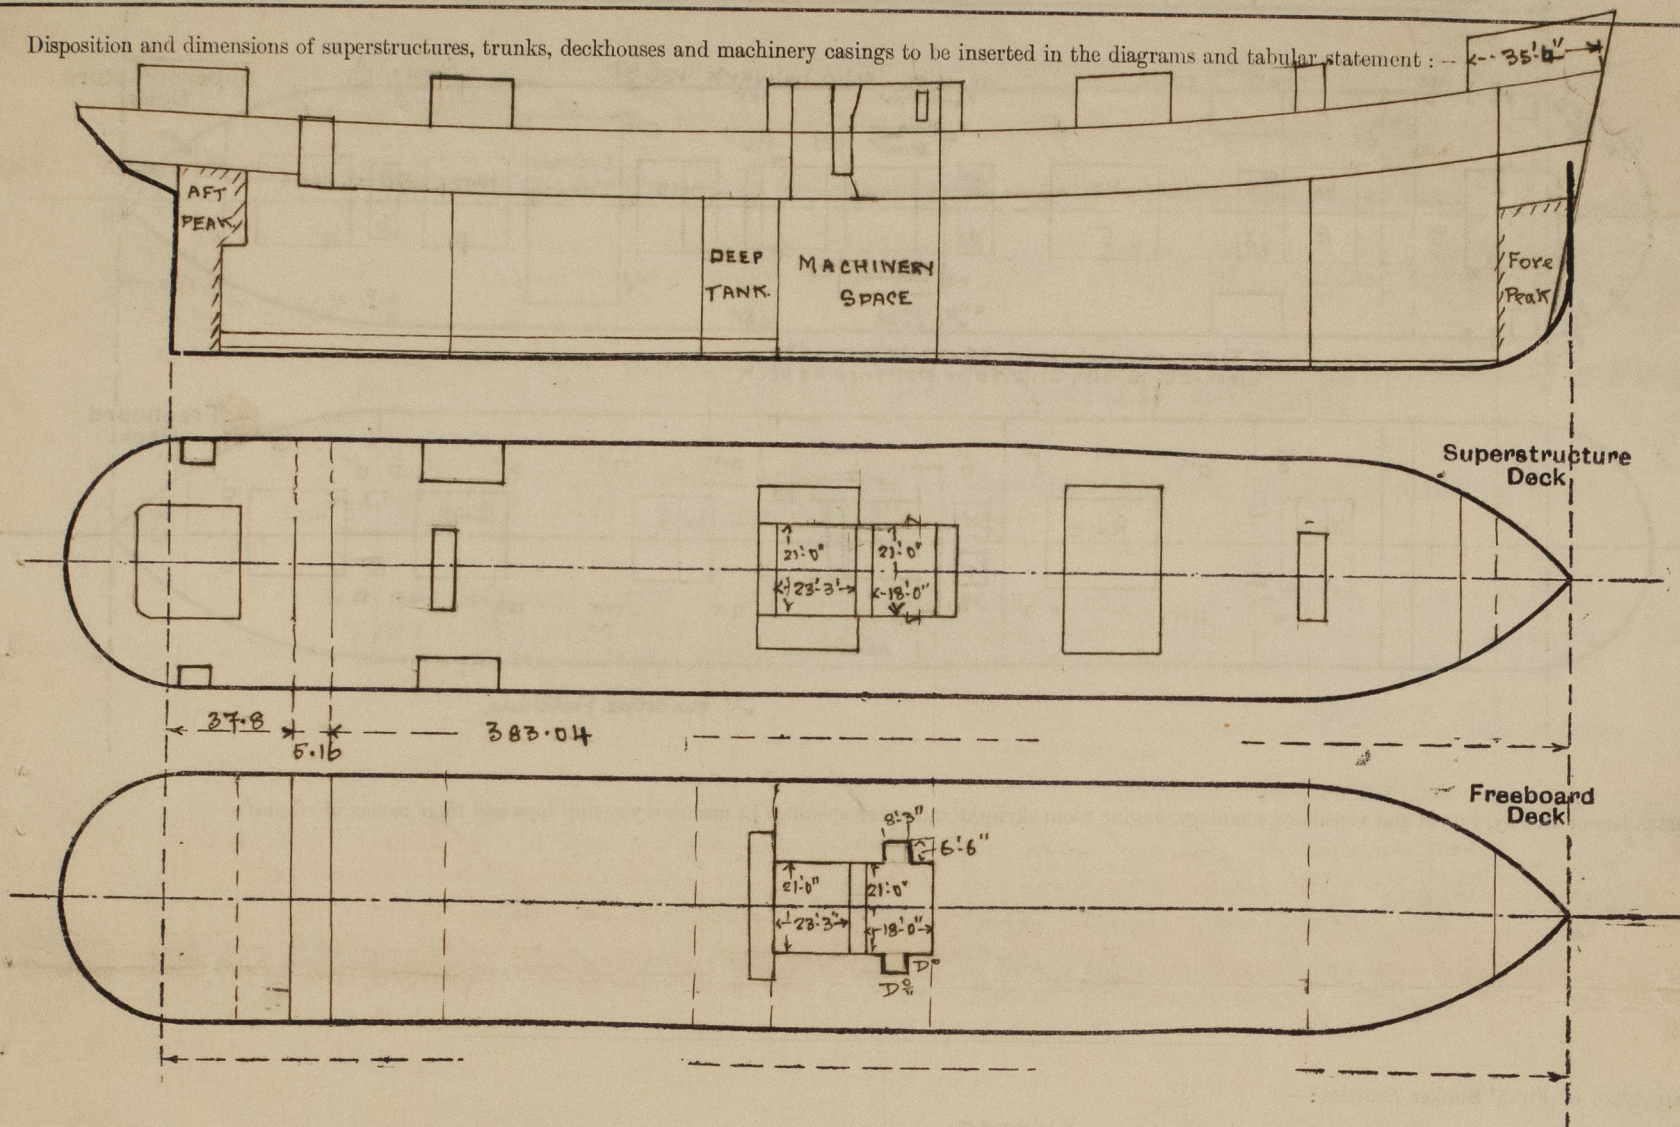 Disposition and dimensions of superstructures, trunks, deckhouses and machinery casings to be inserted in the diagrams and tabular statement : —
35'·6"
AFT
PEAK
DEEP
TANK.
MACHINERY
SPACE
Fore
Peak
Superstructure
Deck
21'·0"
21'·0"
23'·3"
18'·0"
37·8
5·16
383·04
Freeboard
Deck
8'·3"
6'·6"
21'·0"
21'·0"
23'·3"
18'·0"
Dº
Dº